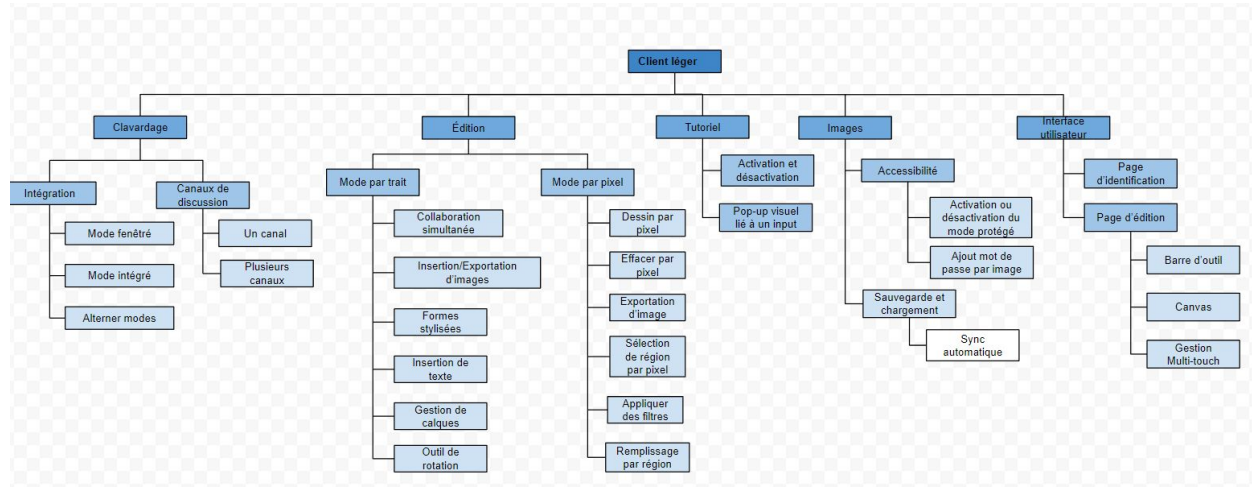 Client léger
Clavardage
Édition
Tutoriel
Images
Interface
utilisateur
Intégration
Canaux de
discussion
Mode fenêtré
Mode intégré
Alterner modes
Un canal
Plusieurs
canaux
Mode par trait
Mode par pixel
Collaboration
simultanée
Insertion/Exportation
d'images
Formes
stylisées
Insertion de
texte
Gestion de
calques
Outil de
rotation
Dessin par
pixel
Effacer par
pixel
Exportation
d'image
Sélection
de région
par pixel
Appliquer
des filtres
Remplissage
par région
Activation et
désactivation
Pop-up visuel
lié à un input
Accessibilité
Activation ou
désactivation du
mode protégé
Ajout mot de
passe par image
Sauvegarde et
chargement
Sync
automatique
Page
d'identification
Page d'édition
Barre d'outil
Canvas
Gestion
Multi-touch